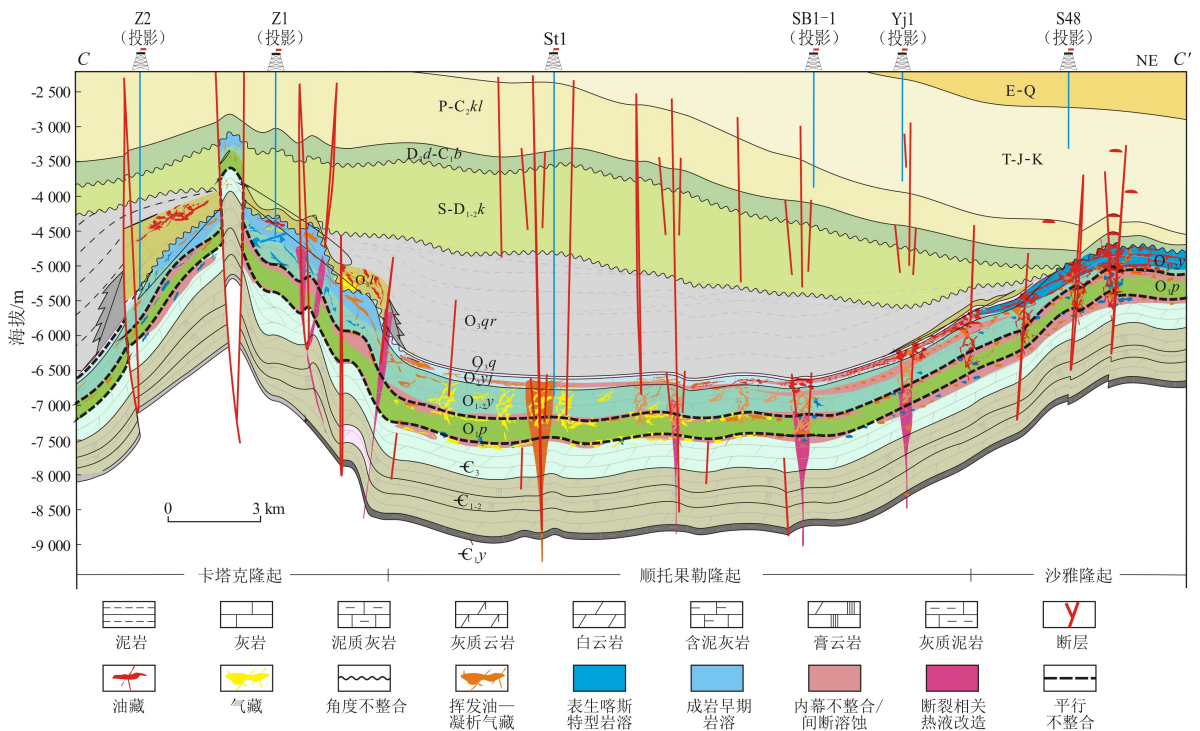 Z2
(投影)
Z1
(投影)
St1
SB1-1
(投影)
Yj1
(投影)
S48
(投影)
C
NE
C′
海拔/m
-2 500
-3 000
-3 500
-4 000
-4 500
-5 000
-5 500
-6 000
-6 500
-7 000
-7 500
-8 000
-8 500
-9 000
E-Q
P-C₂kl
T-J-K
D₃d-C₁b
S-D₁₋₂k
O₃qr
O₃q
O₁₋₂y
O₁p
O₁₋₂y
O₁p
Є₃
Є₁₋₂
Є₁y
0 3 km
卡塔克隆起
顺托果勒隆起
沙雅隆起
泥岩
灰岩
泥质灰岩
灰质云岩
白云岩
含泥灰岩
膏云岩
灰质泥岩
断层
油藏
气藏
角度不整合
挥发油—
凝析气藏
表生喀斯
特型岩溶
成岩早期
岩溶
内幕不整合/
间断溶蚀
断裂相关
热液改造
平行
不整合